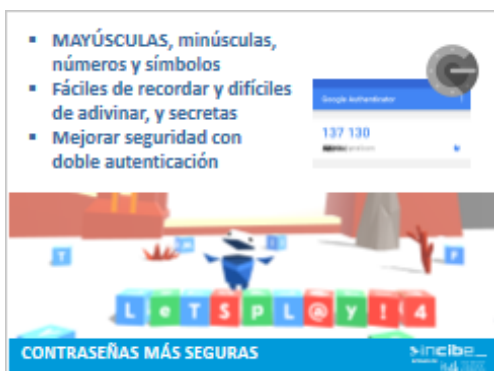 ▪ MAYÚSCULAS, minúsculas,
números y símbolos
▪ Fáciles de recordar y difíciles
de adivinar, y secretas
▪ Mejorar seguridad con
doble autenticación
Google Authenticator
137 130
T
F
L e T S p L @ y ! 4
CONTRASEÑAS MÁS SEGURAS
incibe_